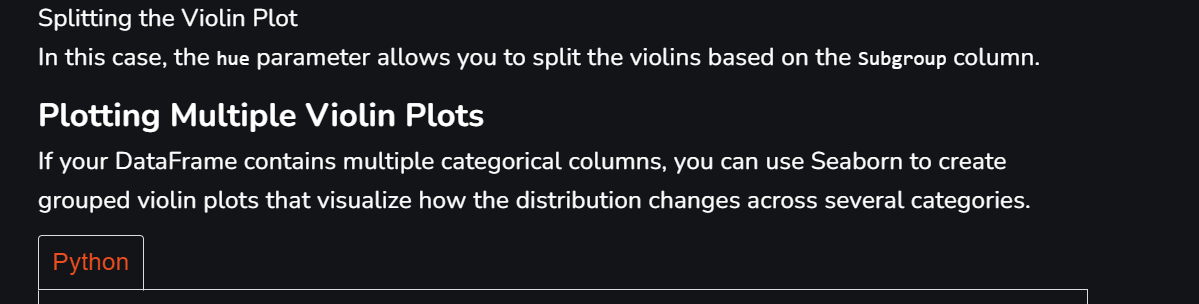 Splitting the Violin Plot
In this case, the hue parameter allows you to split the violins based on the Subgroup column.
Plotting Multiple Violin Plots
If your DataFrame contains multiple categorical columns, you can use Seaborn to create
grouped violin plots that visualize how the distribution changes across several categories.
Python